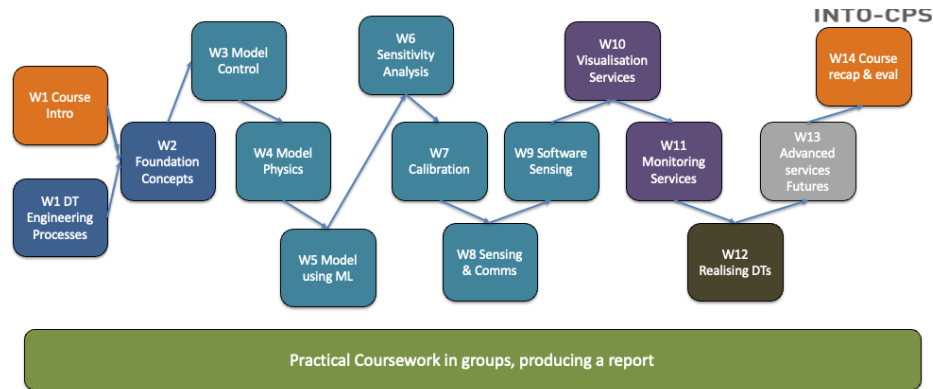 INTO-CPS
W1 Course
Intro
W1 DT
Engineering
Processes
W2
Foundation
Concepts
W3 Model
Control
W4 Model
Physics
W5 Model
using ML
W6
Sensitivity
Analysis
W7
Calibration
W8 Sensing
& Comms
W9 Software
Sensing
W10
Visualisation
Services
W11
Monitoring
Services
W12
Realising DTs
W13
Advanced
services
Futures
W14 Course
recap & eval
Practical Coursework in groups, producing a report